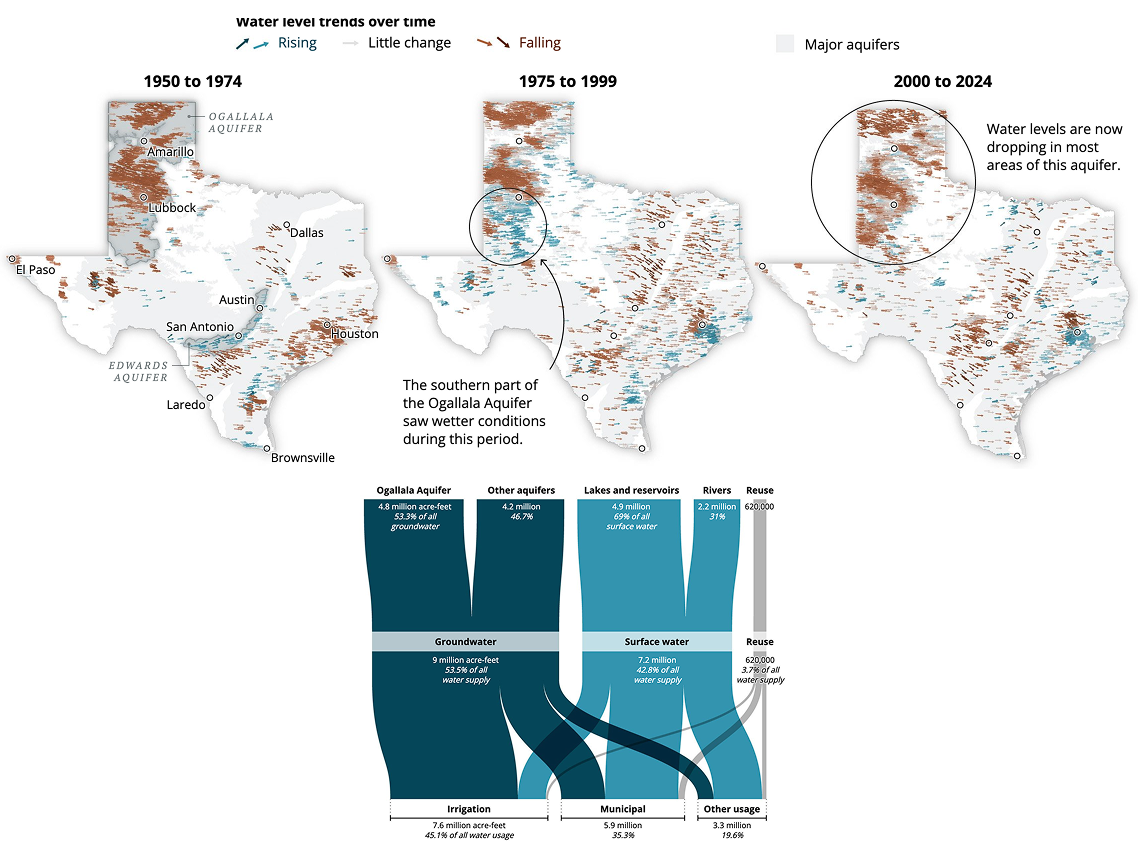 Water level trends over time
Rising
Little change
Falling
Major aquifers
1950 to 1974
1975 to 1999
2000 to 2024
OGALLALA
AQUIFER
Amarillo
Lubbock
Dallas
El Paso
Austin
San Antonio
Houston
EDWARDS
AQUIFER
Laredo
Brownsville
The southern part of
the Ogallala Aquifer
saw wetter conditions
during this period.
Water levels are now
dropping in most
areas of this aquifer.
Ogallala Aquifer
4.8 million acre-feet
53.3% of all
groundwater
Other aquifers
4.2 million
46.7%
Lakes and reservoirs
4.9 million
69% of all
surface water
Rivers
2.2 million
31%
Reuse
620,000
Groundwater
9 million acre-feet
53.5% of all
water supply
Surface water
7.2 million
42.8% of all
water supply
Reuse
620,000
3.7% of all
water supply
Irrigation
7.6 million acre-feet
45.1% of all water usage
Municipal
5.9 million
35.3%
Other usage
3.3 million
19.6%